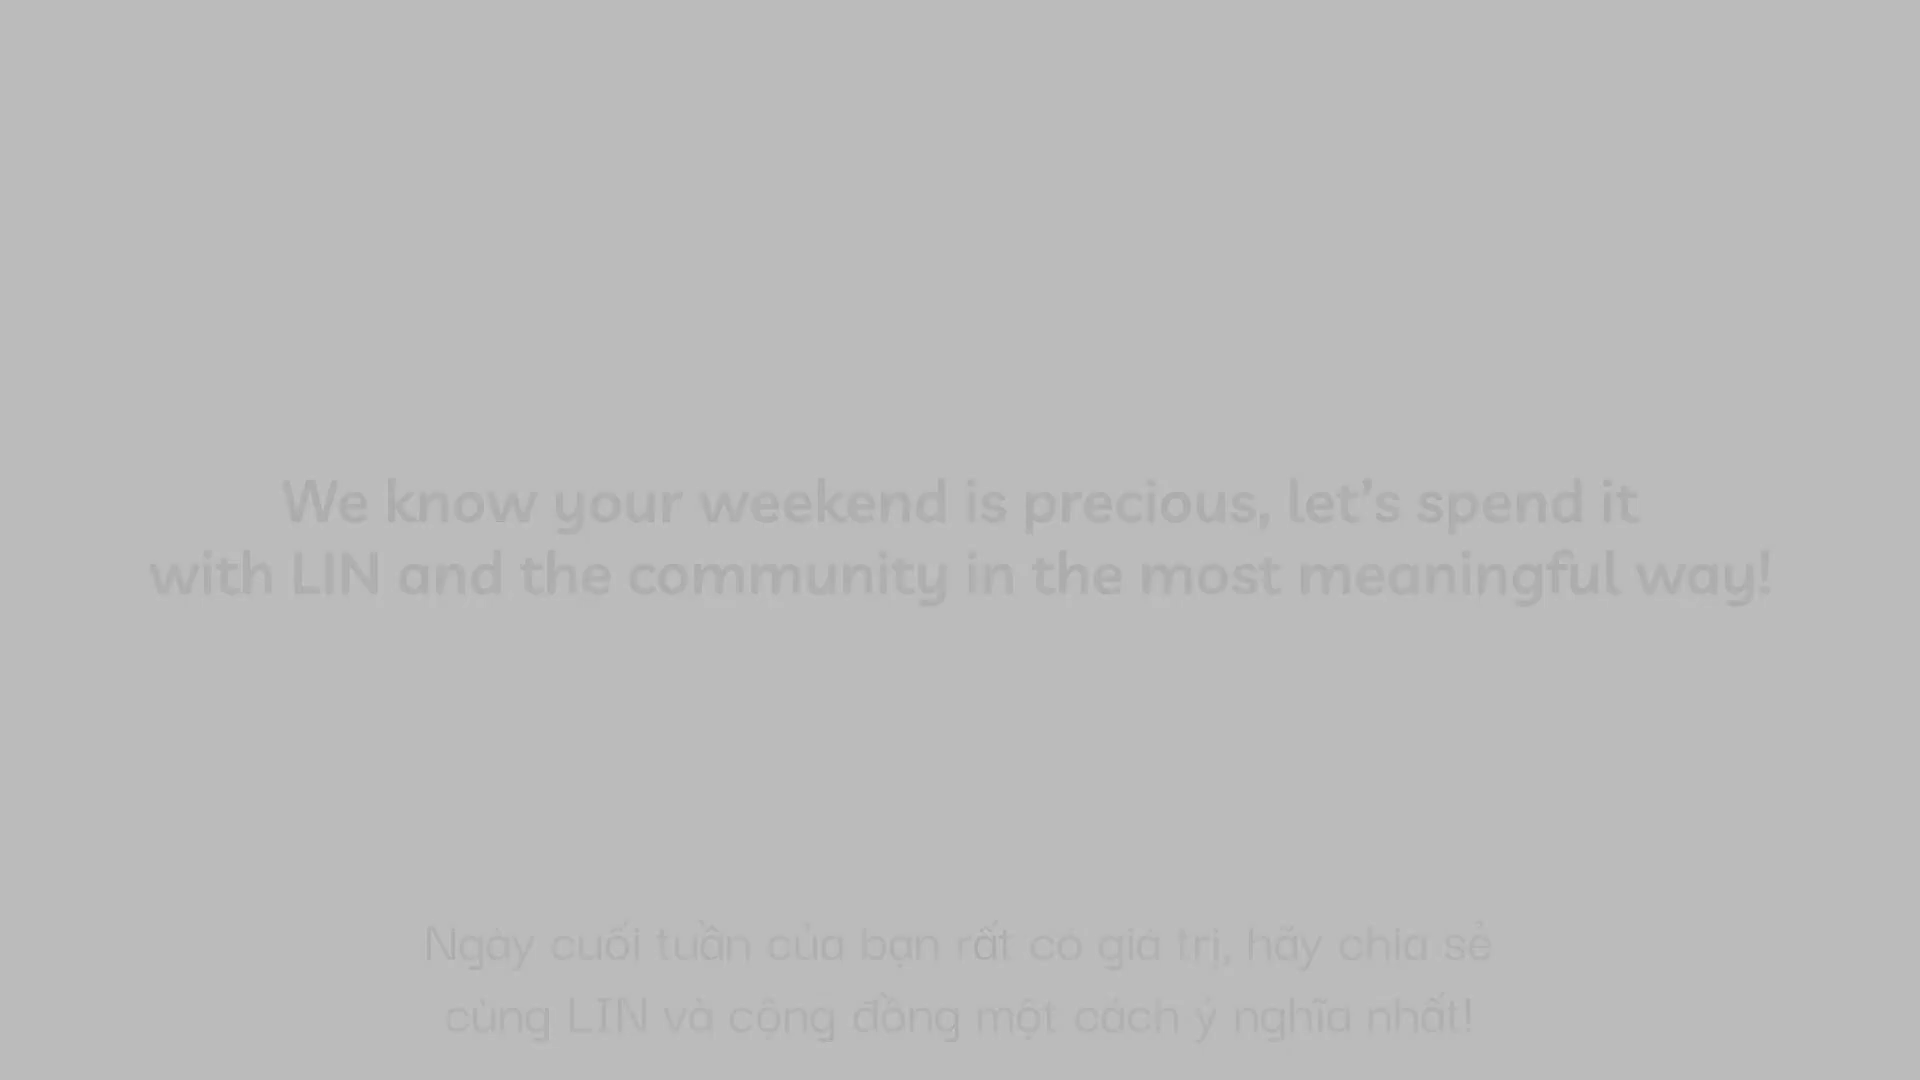 We know your weekend is precious, let’s spend it
with LIN and the community in the most meaningful way!
Ngày cuối tuần của bạn rất có giá trị, hãy chia sẻ
cùng LIN và cộng đồng một cách ý nghĩa nhất!